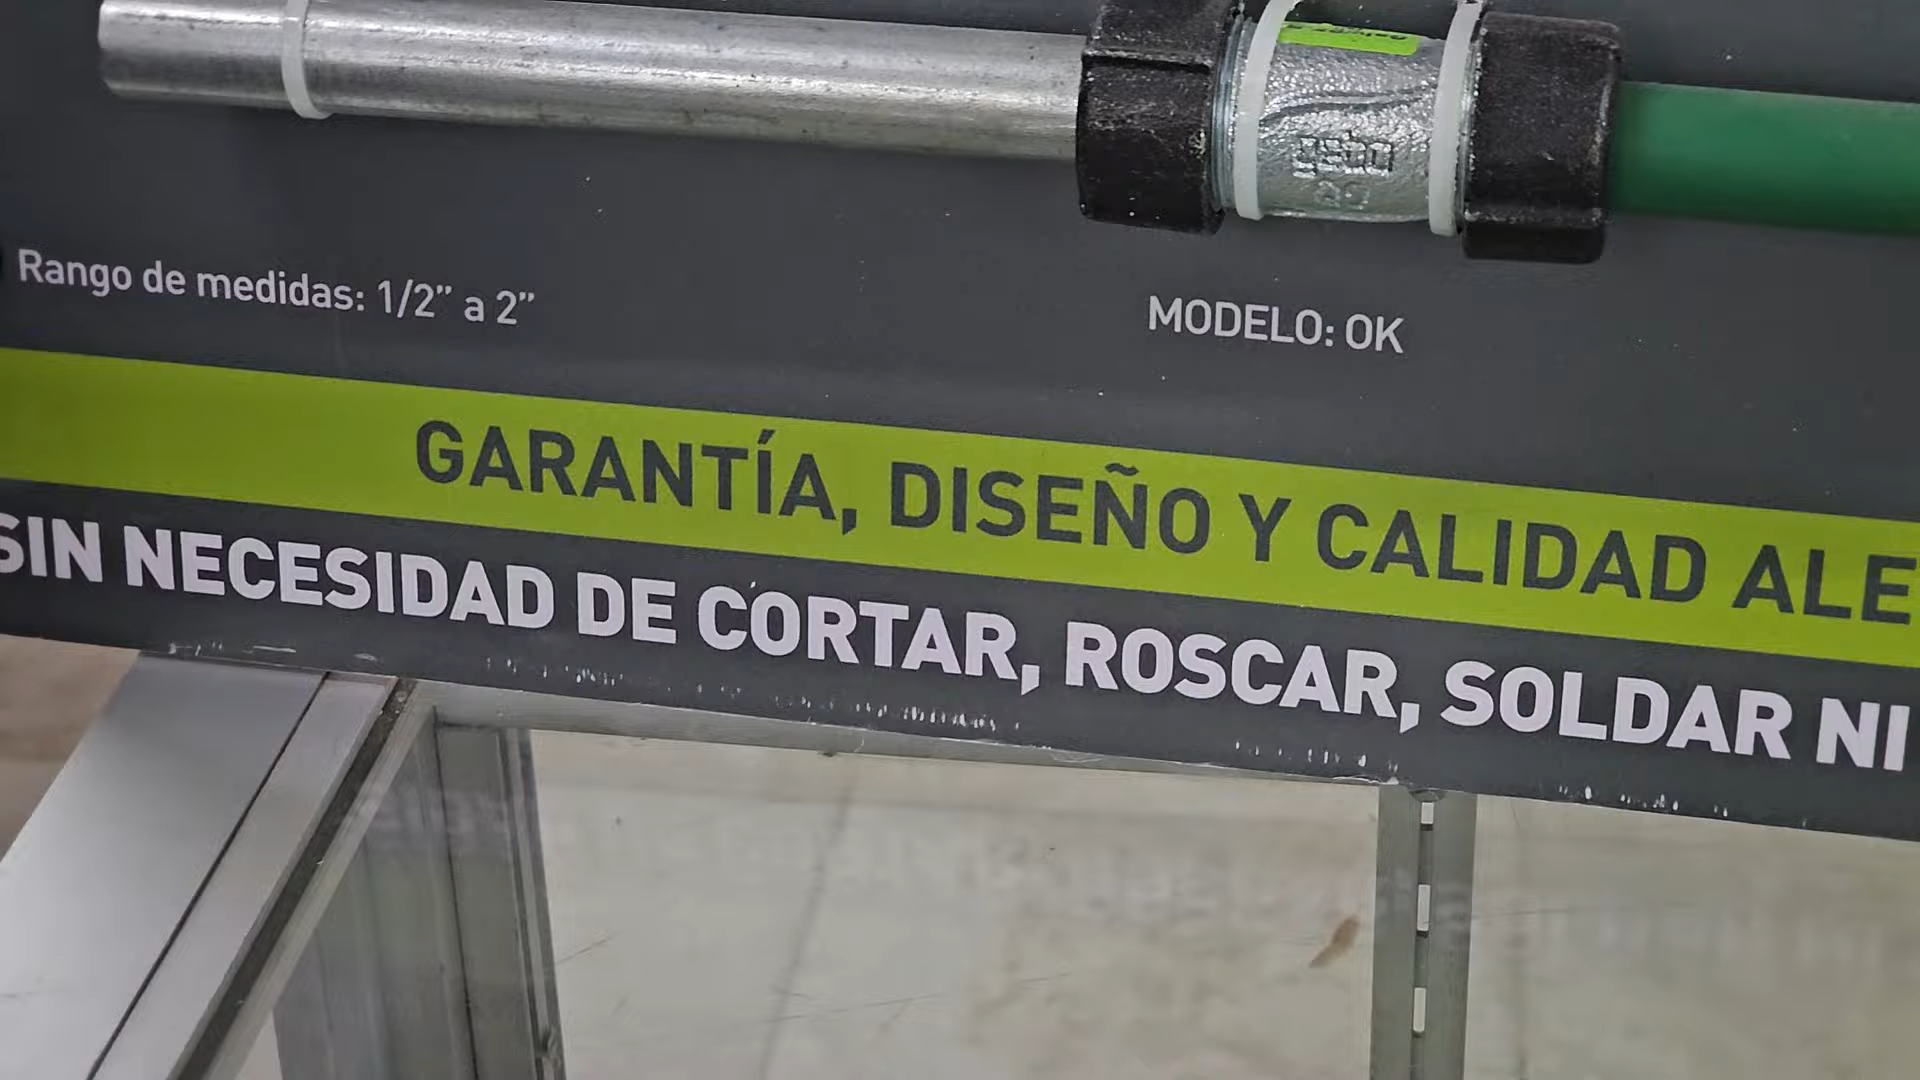 Rango de medidas: 1/2” a 2”
MODELO: OK
GARANTÍA, DISEÑO Y CALIDAD ALE
SIN NECESIDAD DE CORTAR, ROSCAR, SOLDAR NI